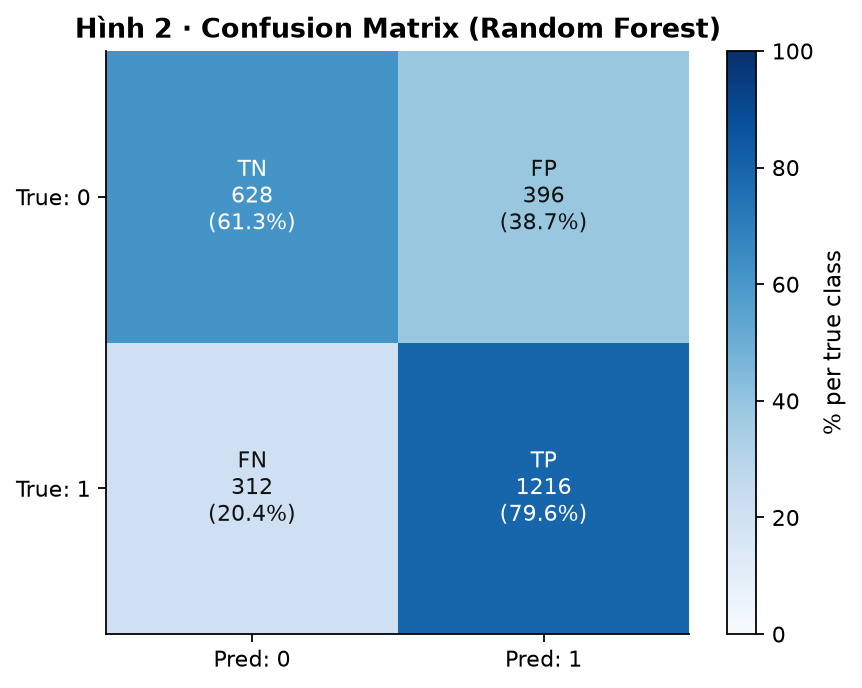 Hình 2 · Confusion Matrix (Random Forest)
True: 0
TN
628
(61.3%)
FP
396
(38.7%)
True: 1
FN
312
(20.4%)
TP
1216
(79.6%)
Pred: 0
Pred: 1
100
80
60
40
20
0
% per true class